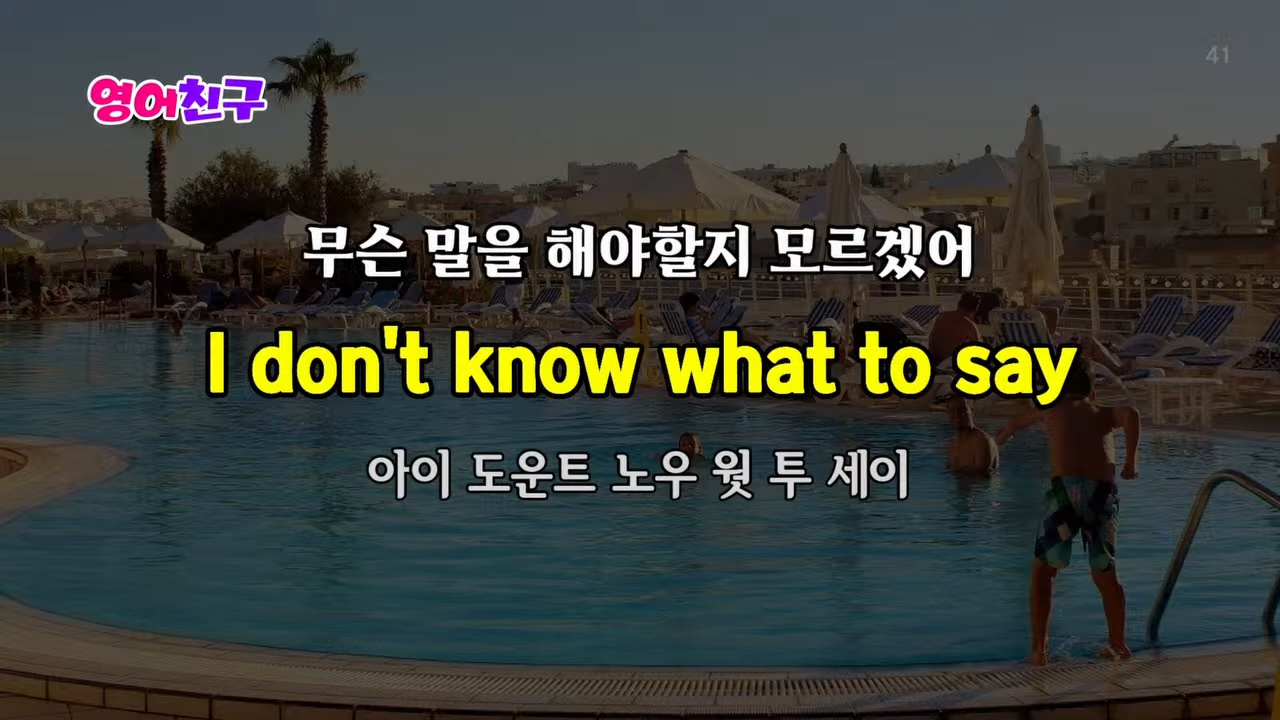 41
영어친구
무슨 말을 해야할지 모르겠어
I don't know what to say
아이 도운트 노우 웟 투 세이